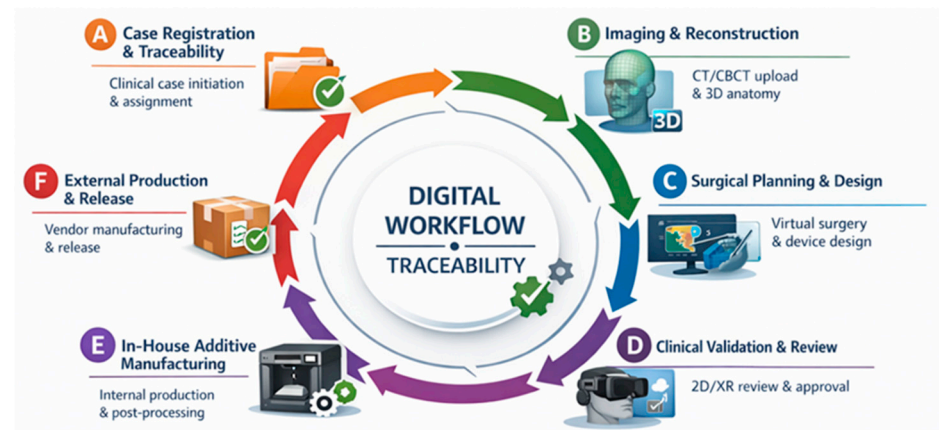 A
Case Registration
& Traceability
Clinical case initiation
& assignment
B
Imaging & Reconstruction
CT/CBCT upload
& 3D anatomy
3D
C
Surgical Planning & Design
Virtual surgery
& device design
D
Clinical Validation & Review
2D/XR review & approval
E
In-House Additive
Manufacturing
Internal production
& post-processing
F
External Production
& Release
Vendor manufacturing
& release
DIGITAL
WORKFLOW
TRACEABILITY